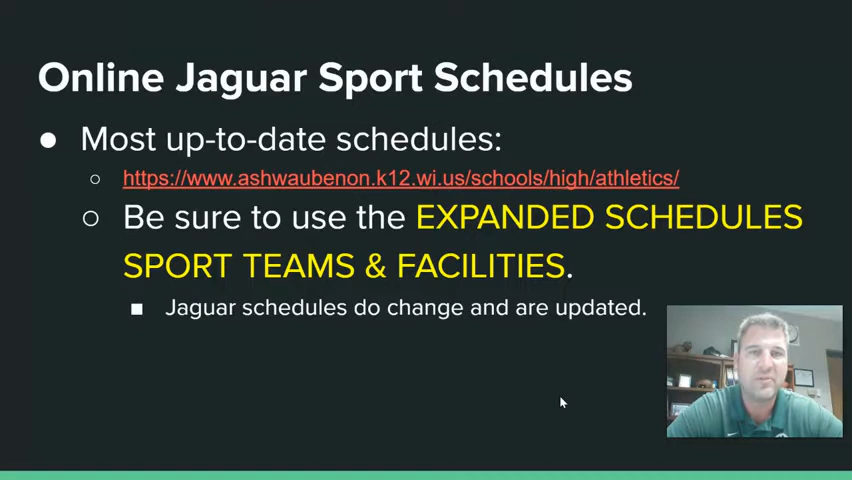 Online Jaguar Sport Schedules
Most up-to-date schedules:
https://www.ashwaubenon.k12.wi.us/schools/high/athletics/
Be sure to use the EXPANDED SCHEDULES
SPORT TEAMS & FACILITIES.
Jaguar schedules do change and are updated.